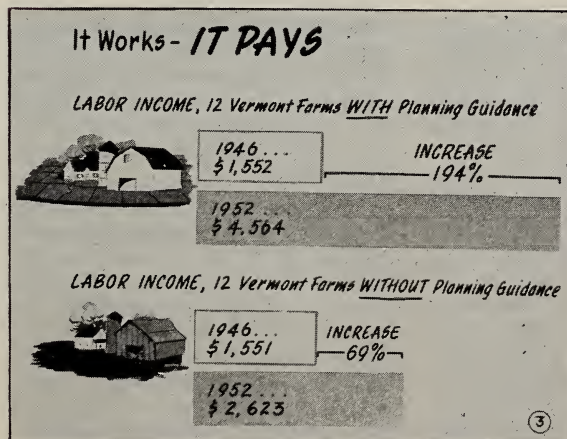 It Works - IT PAYS
LABOR INCOME, 12 Vermont Farms WITH Planning Guidance
1946 ...
$1,552
INCREASE
194%
1952 ...
$4,564
LABOR INCOME, 12 Vermont Farms WITHOUT Planning Guidance
1946 ...
$1,551
INCREASE
69%
1952 ...
$2,623
3